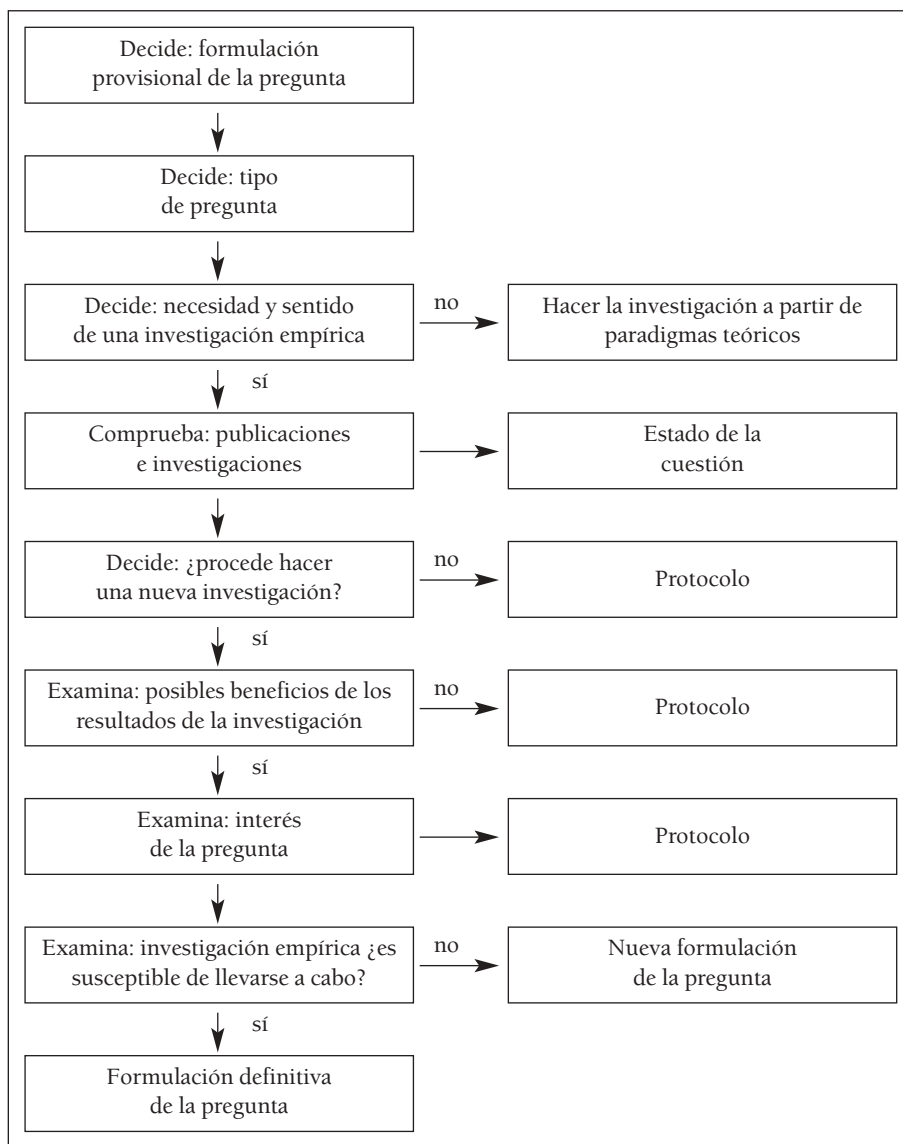 Decide: formulación
provisional de la pregunta
Decide: tipo
de pregunta
Decide: necesidad y sentido
de una investigación empírica
no
Hacer la investigación a partir de
paradigmas teóricos
sí
Comprueba: publicaciones
e investigaciones
Estado de la
cuestión
Decide: ¿procede hacer
una nueva investigación?
no
Protocolo
sí
Examina: posibles beneficios de los
resultados de la investigación
no
Protocolo
sí
Examina: interés
de la pregunta
Protocolo
Examina: investigación empírica ¿es
susceptible de llevarse a cabo?
no
Nueva formulación
de la pregunta
sí
Formulación definitiva
de la pregunta